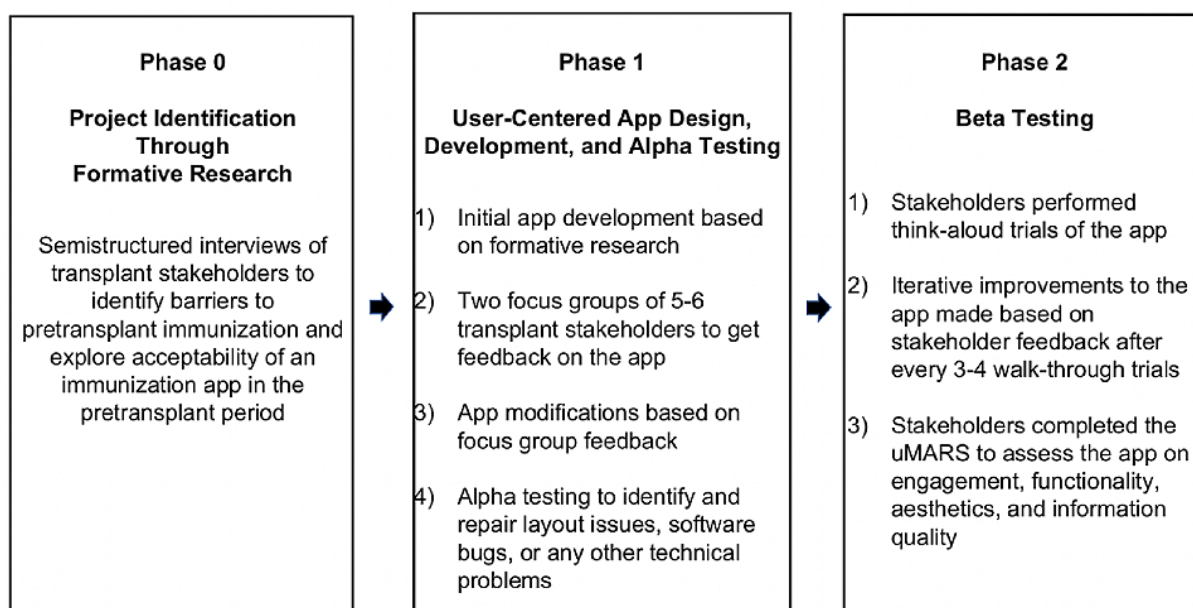 Phase 0
Project Identification
Through
Formative Research
Semistructured interviews of
transplant stakeholders to
identify barriers to
pretransplant immunization and
explore acceptability of an
immunization app in the
pretransplant period
Phase 1
User-Centered App Design,
Development, and Alpha Testing
1) Initial app development based
on formative research
2) Two focus groups of 5-6
transplant stakeholders to get
feedback on the app
3) App modifications based on
focus group feedback
4) Alpha testing to identify and
repair layout issues, software
bugs, or any other technical
problems
Phase 2
Beta Testing
1) Stakeholders performed
think-aloud trials of the app
2) Iterative improvements to the
app made based on
stakeholder feedback after
every 3-4 walk-through trials
3) Stakeholders completed the
uMARS to assess the app on
engagement, functionality,
aesthetics, and information
quality